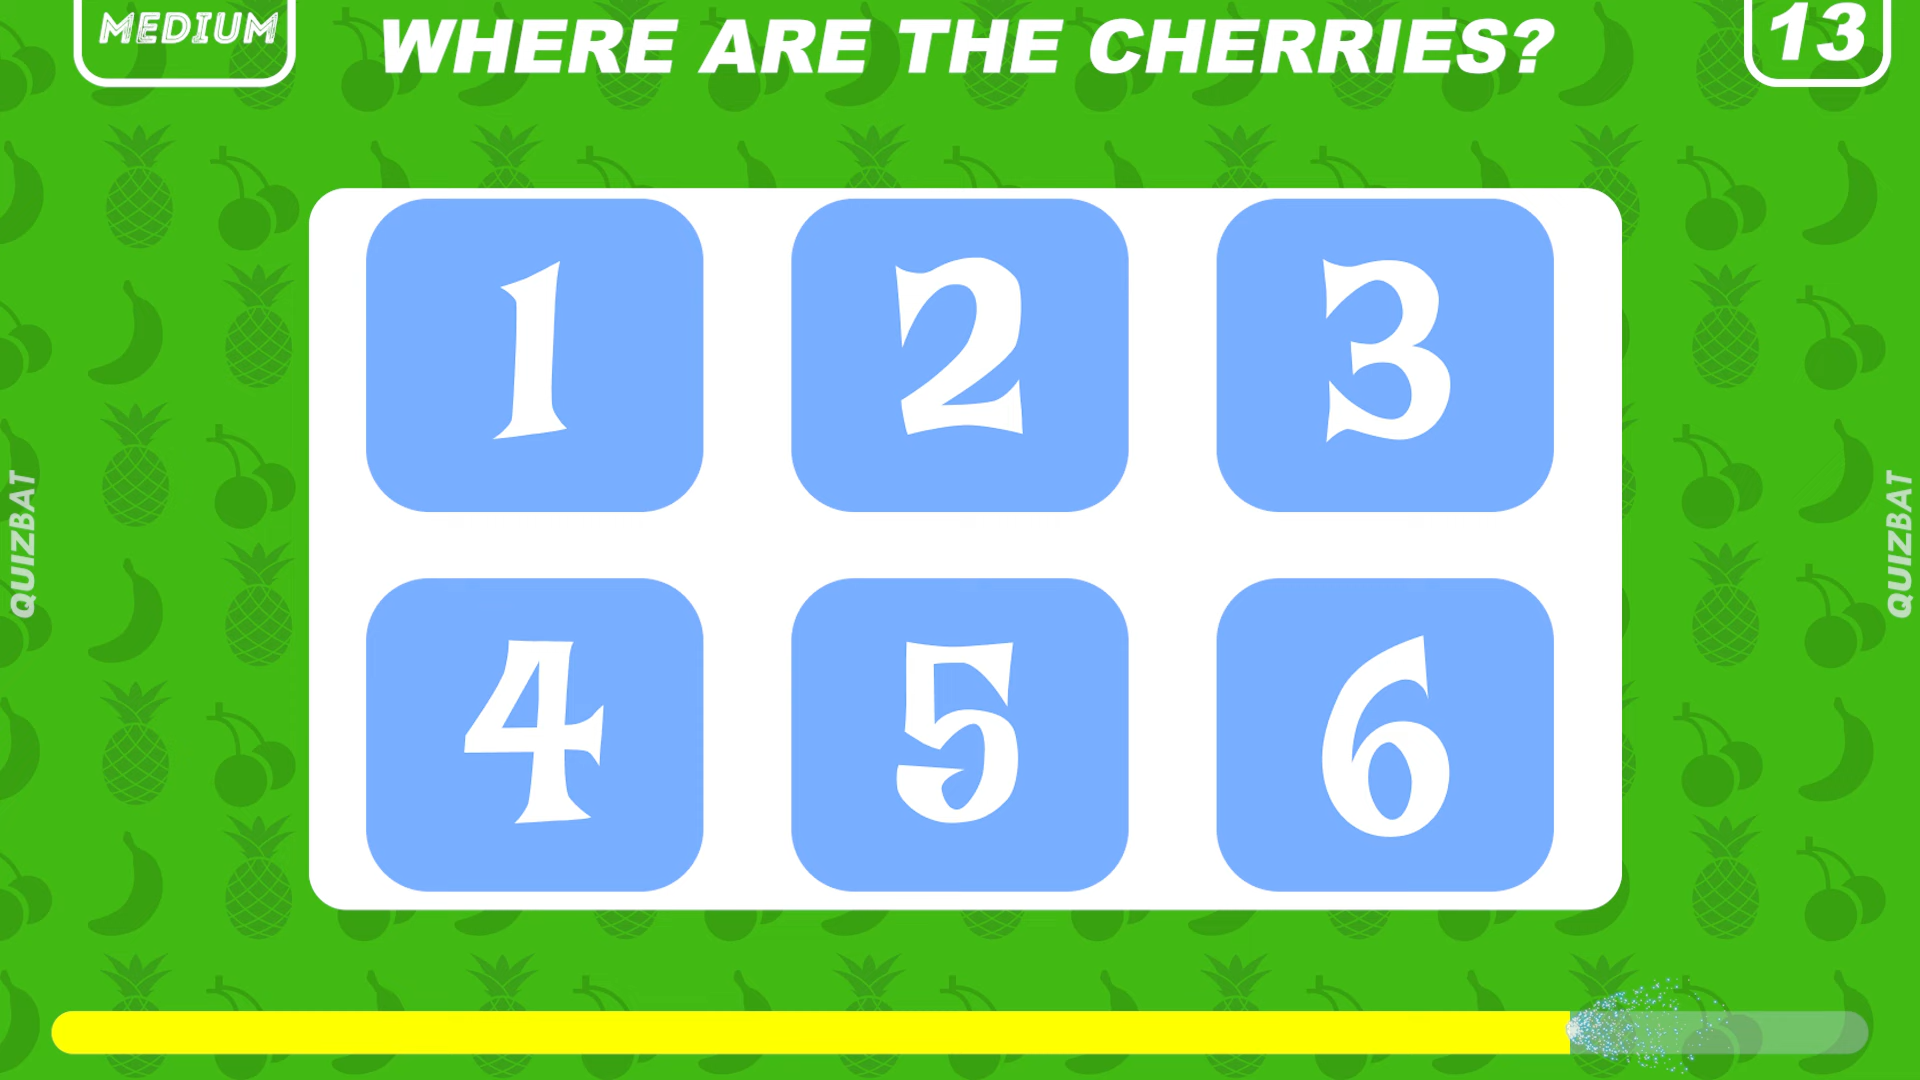 MEDIUM
WHERE ARE THE CHERRIES?
13
1 2 3
4 5 6
QUIZBAT
QUIZBAT